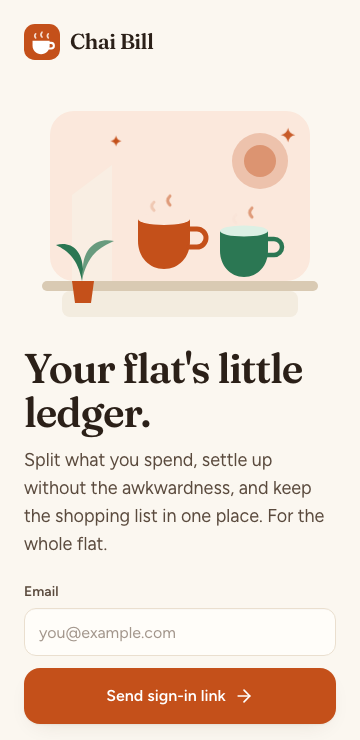 Chai Bill
Your flat's little
ledger.
Split what you spend, settle up
without the awkwardness, and keep
the shopping list in one place. For the
whole flat.
Email
you@example.com
Send sign-in link →